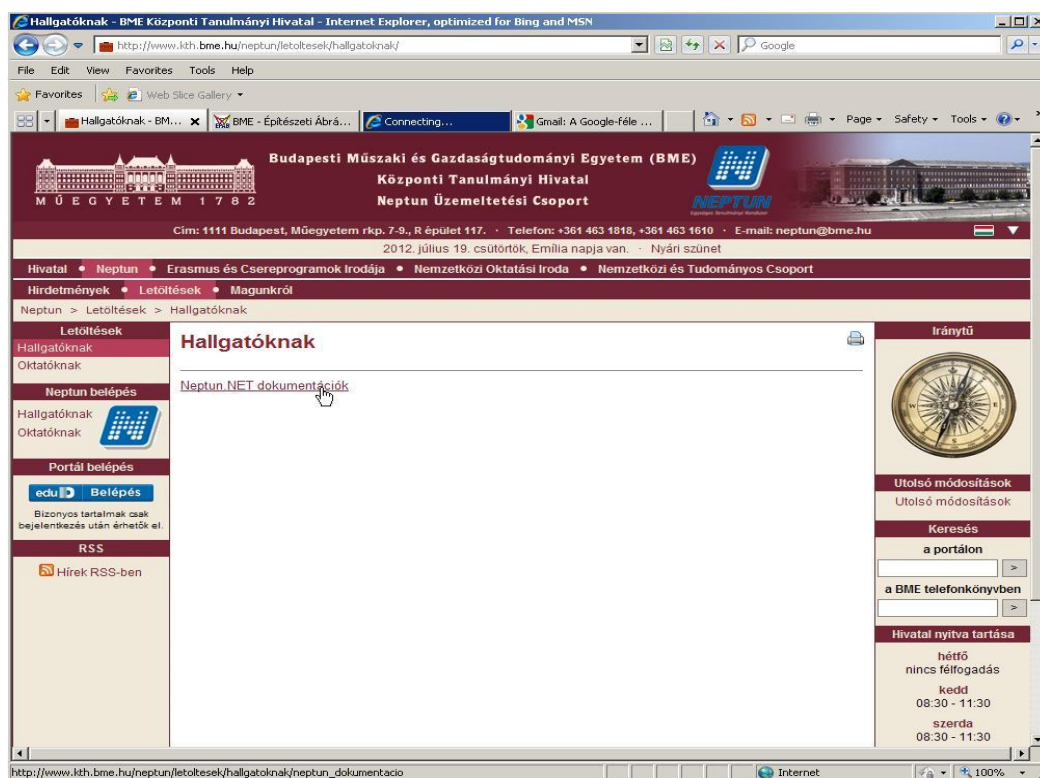 Hallgatóknak - BME Központi Tanulmányi Hivatal - Internet Explorer, optimized for Bing and MSN
http://www.kth.bme.hu/neptun/letoltesek/hallgatoknak/
Google
File Edit View Favorites Tools Help
Favorites Web Slice Gallery
Hallgatóknak - BM... BME - Építészeti Ábrá... Connecting... Gmail: A Google-féle ... Page Safety Tools
Budapesti Műszaki és Gazdaságtudományi Egyetem (BME)
Központi Tanulmányi Hivatal
MŰEGYETEM 1782
Neptun Üzemeltetési Csoport
NEPTUN
Cím: 1111 Budapest, Műegyetem rkp. 7-9., R épület 117. · Telefon: +361 463 1818, +361 463 1610 · E-mail: neptun@bme.hu
2012. július 19. csütörtök, Emília napja van. · Nyári szünet
Hivatal • Neptun • Erasmus és Csereprogramok Irodája • Nemzetközi Oktatási Iroda • Nemzetközi és Tudományos Csoport
Hirdetmények • Letöltések • Magunkról
Neptun > Letöltések > Hallgatóknak
Letöltések
Hallgatóknak
Oktatóknak
Neptun belépés
Hallgatóknak
Oktatóknak
Portál belépés
eduID Belépés
Bizonyos tartalmak csak
bejelentkezés után érhetők el.
RSS
Hírek RSS-ben
Hallgatóknak
Neptun.NET dokumentációk
Iránytű
W E S
Utolsó módosítások
Utolsó módosítások
Keresés
a portálon
>
a BME telefonkönyvben
>
Hivatal nyitva tartása
hétfő
nincs félfogadás
kedd
08:30 - 11:30
szerda
08:30 - 11:30
http://www.kth.bme.hu/neptun/letoltesek/hallgatoknak/neptun_dokumentacio
Internet
100%